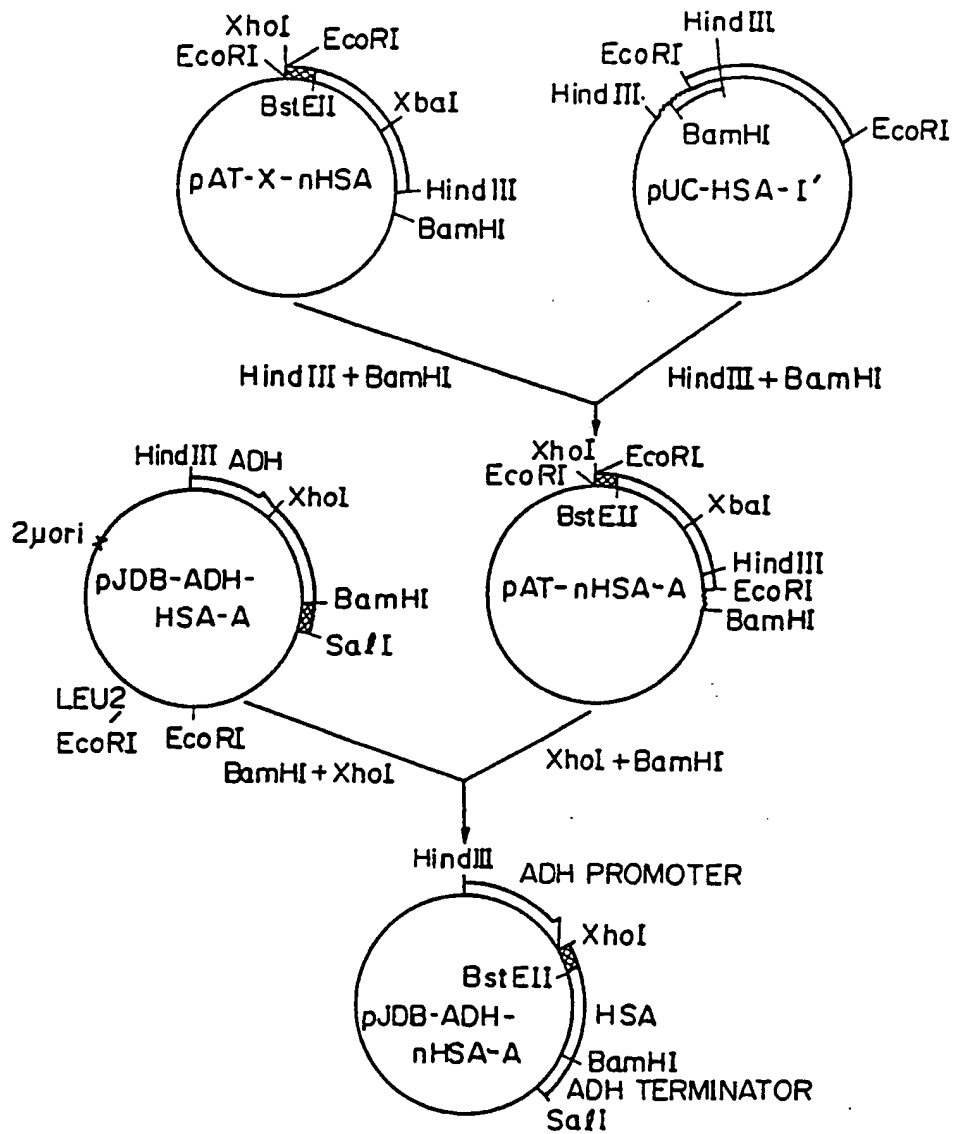 XhoI
EcoRI
EcoRI
BstEII
XbaI
pAT-X-nHSA
HindIII
BamHI
HindIII
EcoRI
HindIII.
BamHI
EcoRI
pUC-HSA-I'
HindIII+BamHI
HindIII+BamHI
HindIII
ADH
XhoI
2μori
pJDB-ADH-
HSA-A
BamHI
SalI
LEU2
EcoRI
EcoRI
XhoI
EcoRI
EcoRI
BstEII
XbaI
pAT-nHSA-A
HindIII
EcoRI
BamHI
BamHI+XhoI
XhoI+BamHI
HindIII
ADH PROMOTER
XhoI
BstEII
pJDB-ADH-
nHSA-A
HSA
BamHI
ADH TERMINATOR
SalI